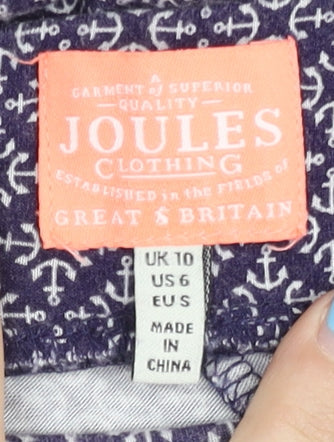 A
GARMENT of SUPERIOR
QUALITY
JOULES
CLOTHING
ESTABLISHED in the FIELDS of
GREAT BRITAIN
UK 10
US 6
EU S
MADE
IN
CHINA